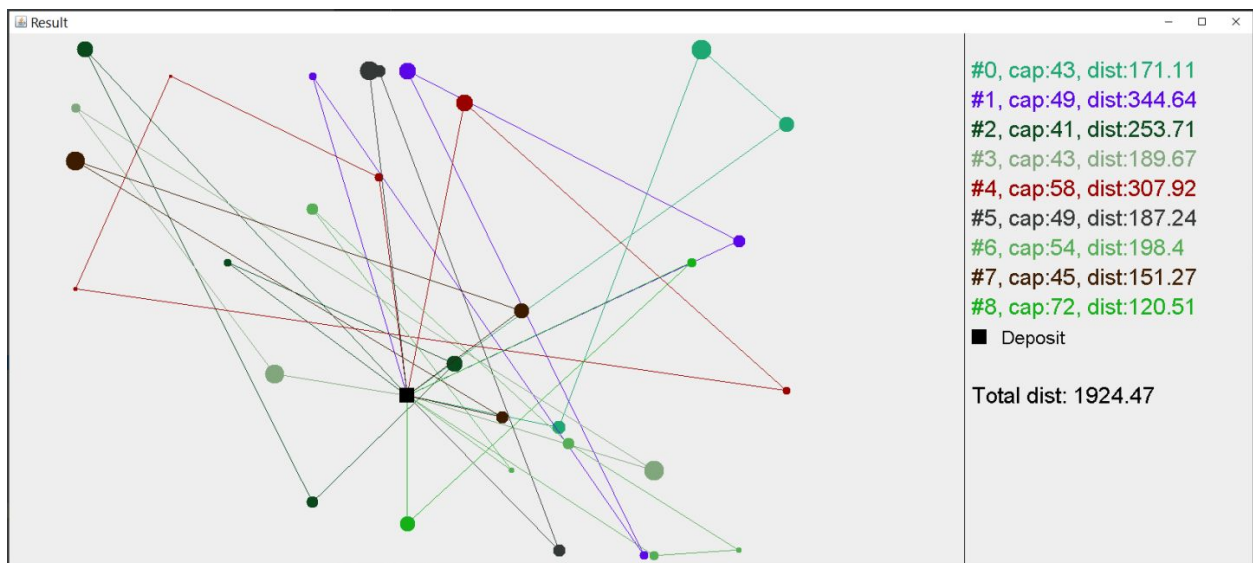 Result
#0, cap:43, dist:171.11
#1, cap:49, dist:344.64
#2, cap:41, dist:253.71
#3, cap:43, dist:189.67
#4, cap:58, dist:307.92
#5, cap:49, dist:187.24
#6, cap:54, dist:198.4
#7, cap:45, dist:151.27
#8, cap:72, dist:120.51
Deposit
Total dist: 1924.47